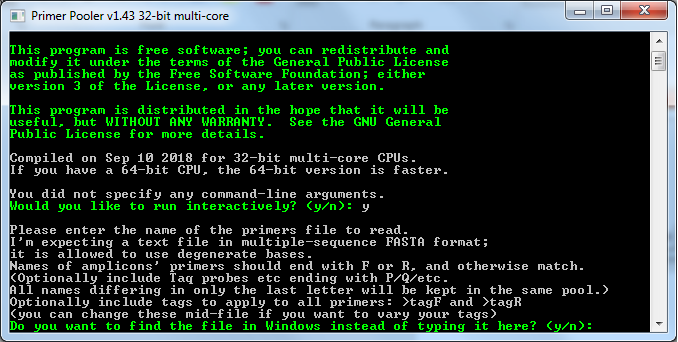 Primer Pooler v1.43 32-bit multi-core
This program is free software; you can redistribute and
modify it under the terms of the General Public License
as published by the Free Software Foundation; either
version 3 of the License, or any later version.
This program is distributed in the hope that it will be
useful, but WITHOUT ANY WARRANTY.  See the GNU General
Public License for more details.
Compiled on Sep 10 2018 for 32-bit multi-core CPUs.
If you have a 64-bit CPU, the 64-bit version is faster.
You did not specify any command-line arguments.
Would you like to run interactively? (y/n): y
Please enter the name of the primers file to read.
I'm expecting a text file in multiple-sequence FASTA format;
it is allowed to use degenerate bases.
Names of amplicons' primers should end with F or R, and otherwise match.
(Optionally include Taq probes etc ending with P/Q/etc.
All names differing in only the last letter will be kept in the same pool.)
Optionally include tags to apply to all primers: >tagF and >tagR
(you can change these mid-file if you want to vary your tags)
Do you want to find the file in Windows instead of typing it here? (y/n):